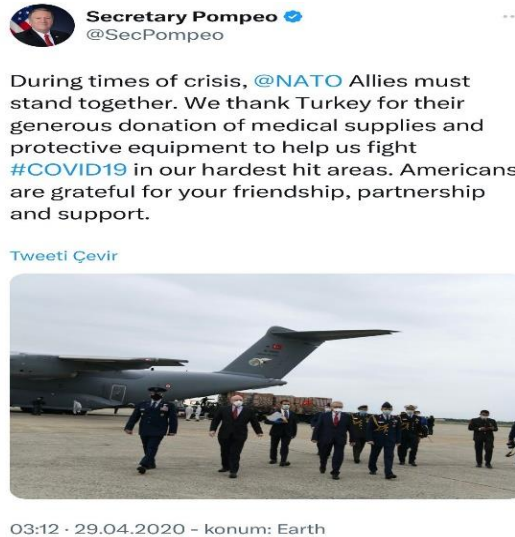 Secretary Pompeo
@SecPompeo
During times of crisis, @NATO Allies must
stand together. We thank Turkey for their
generous donation of medical supplies and
protective equipment to help us fight
#COVID19 in our hardest hit areas. Americans
are grateful for your friendship, partnership
and support.
Tweeti Çevir
03:12 · 29.04.2020 - konum: Earth